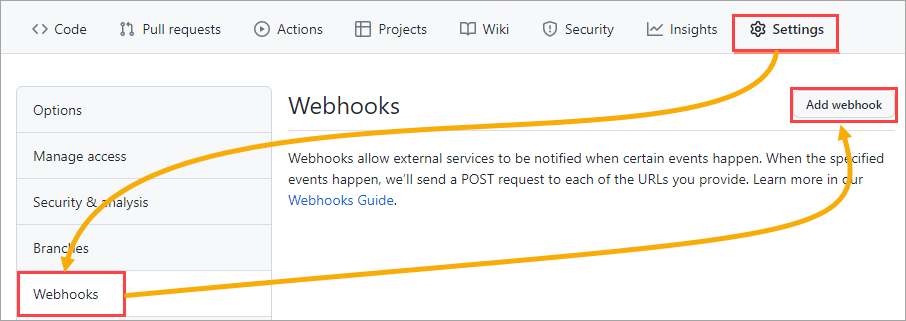 Code Pull requests Actions Projects Wiki Security Insights Settings
Options
Manage access
Security & analysis
Branches
Webhooks
Webhooks
Add webhook
Webhooks allow external services to be notified when certain events happen. When the specified
events happen, we'll send a POST request to each of the URLs you provide. Learn more in our
Webhooks Guide.